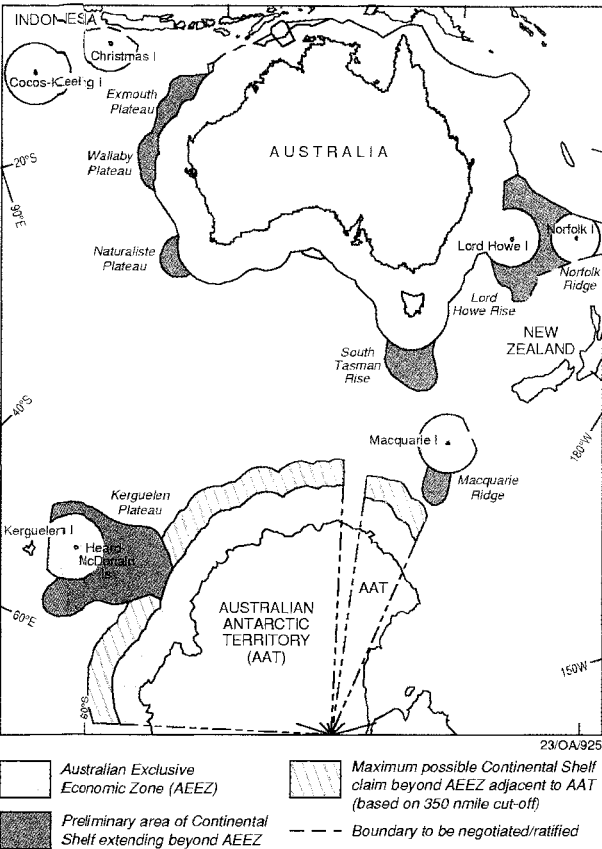 INDONESIA
Christmas I
Cocos-Keeling I
Exmouth
Plateau
Wallaby
Plateau
20°S
90°E
AUSTRALIA
Naturaliste
Plateau
Lord Howe I
Norfolk I
Norfolk
Ridge
Lord
Howe Rise
NEW
ZEALAND
South
Tasman
Rise
40°S
180°W
Macquarie I
Macquarie
Ridge
Kerguelen
Plateau
Kerguelen I
Heard-
McDonald
Is
60°E
AAT
AUSTRALIAN
ANTARCTIC
TERRITORY
(AAT)
150°W
60°S
23/OA/925
Australian Exclusive
Economic Zone (AEEZ)
Preliminary area of Continental
Shelf extending beyond AEEZ
Maximum possible Continental Shelf
claim beyond AEEZ adjacent to AAT
(based on 350 nmile cut-off)
Boundary to be negotiated/ratified